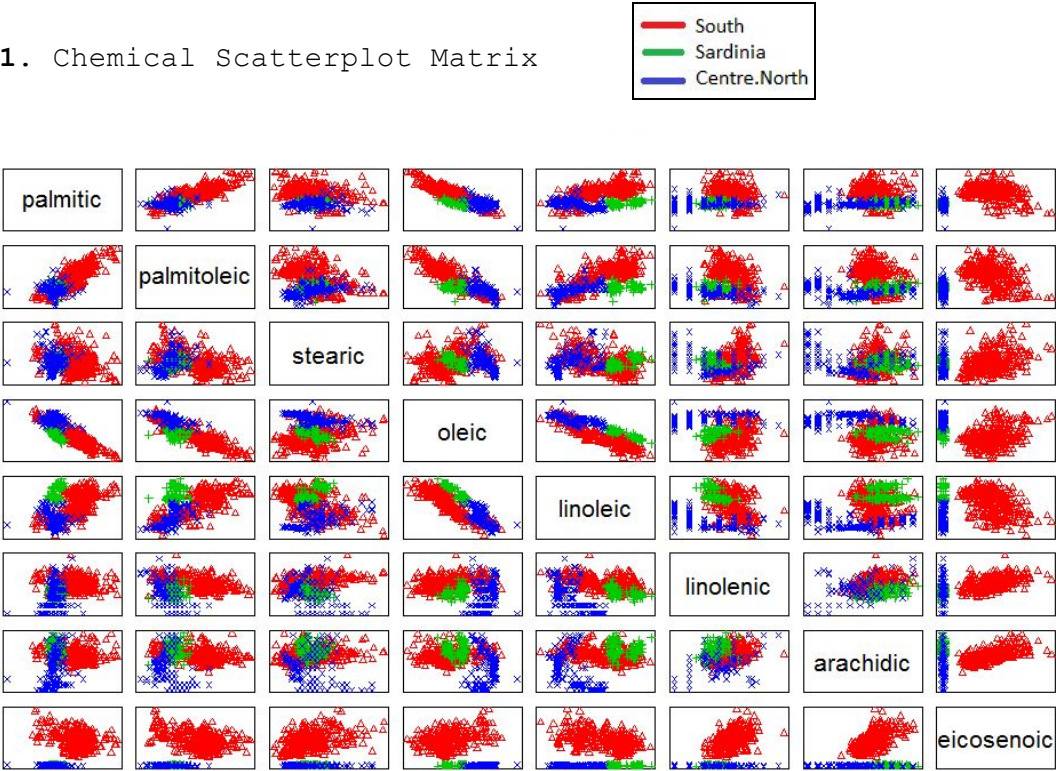 1. Chemical Scatterplot Matrix
South
Sardinia
Centre.North
palmitic
palmitoleic
stearic
oleic
linoleic
linolenic
arachidic
eicosenoic